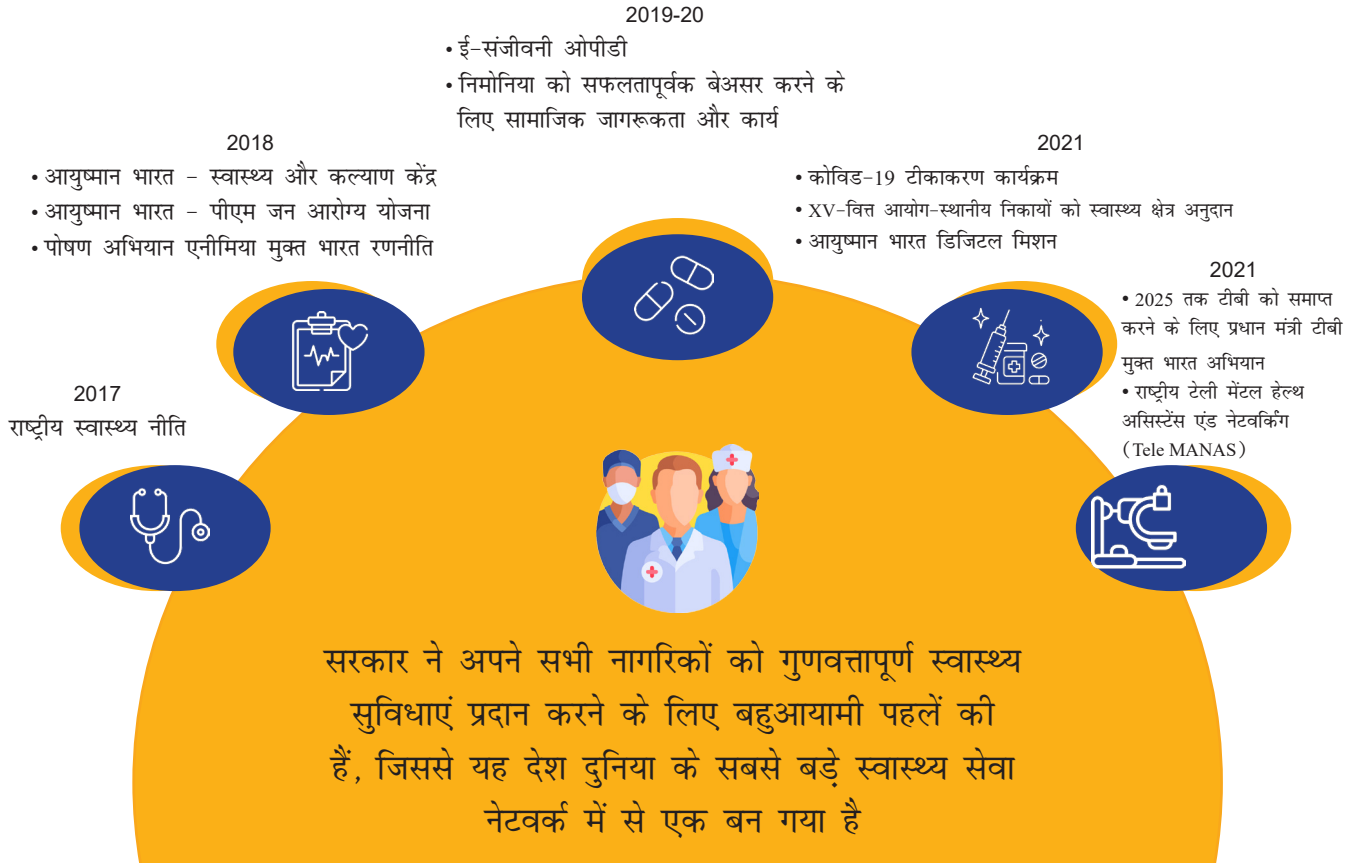 2017
राष्ट्रीय स्वास्थ्य नीति
2018
• आयुष्मान भारत – स्वास्थ्य और कल्याण केंद्र
• आयुष्मान भारत – पीएम जन आरोग्य योजना
• पोषण अभियान एनीमिया मुक्त भारत रणनीति
2019-20
• ई-संजीवनी ओपीडी
• निमोनिया को सफलतापूर्वक बेअसर करने के
लिए सामाजिक जागरूकता और कार्य
2021
• कोविड-19 टीकाकरण कार्यक्रम
• XV-वित्त आयोग-स्थानीय निकायों को स्वास्थ्य क्षेत्र अनुदान
• आयुष्मान भारत डिजिटल मिशन
2021
• 2025 तक टीबी को समाप्त
करने के लिए प्रधान मंत्री टीबी
मुक्त भारत अभियान
• राष्ट्रीय टेली मेंटल हेल्थ
असिस्टेंस एंड नेटवर्किंग
(Tele MANAS)
सरकार ने अपने सभी नागरिकों को गुणवत्तापूर्ण स्वास्थ्य
सुविधाएं प्रदान करने के लिए बहुआयामी पहलें की
हैं, जिससे यह देश दुनिया के सबसे बड़े स्वास्थ्य सेवा
नेटवर्क में से एक बन गया है